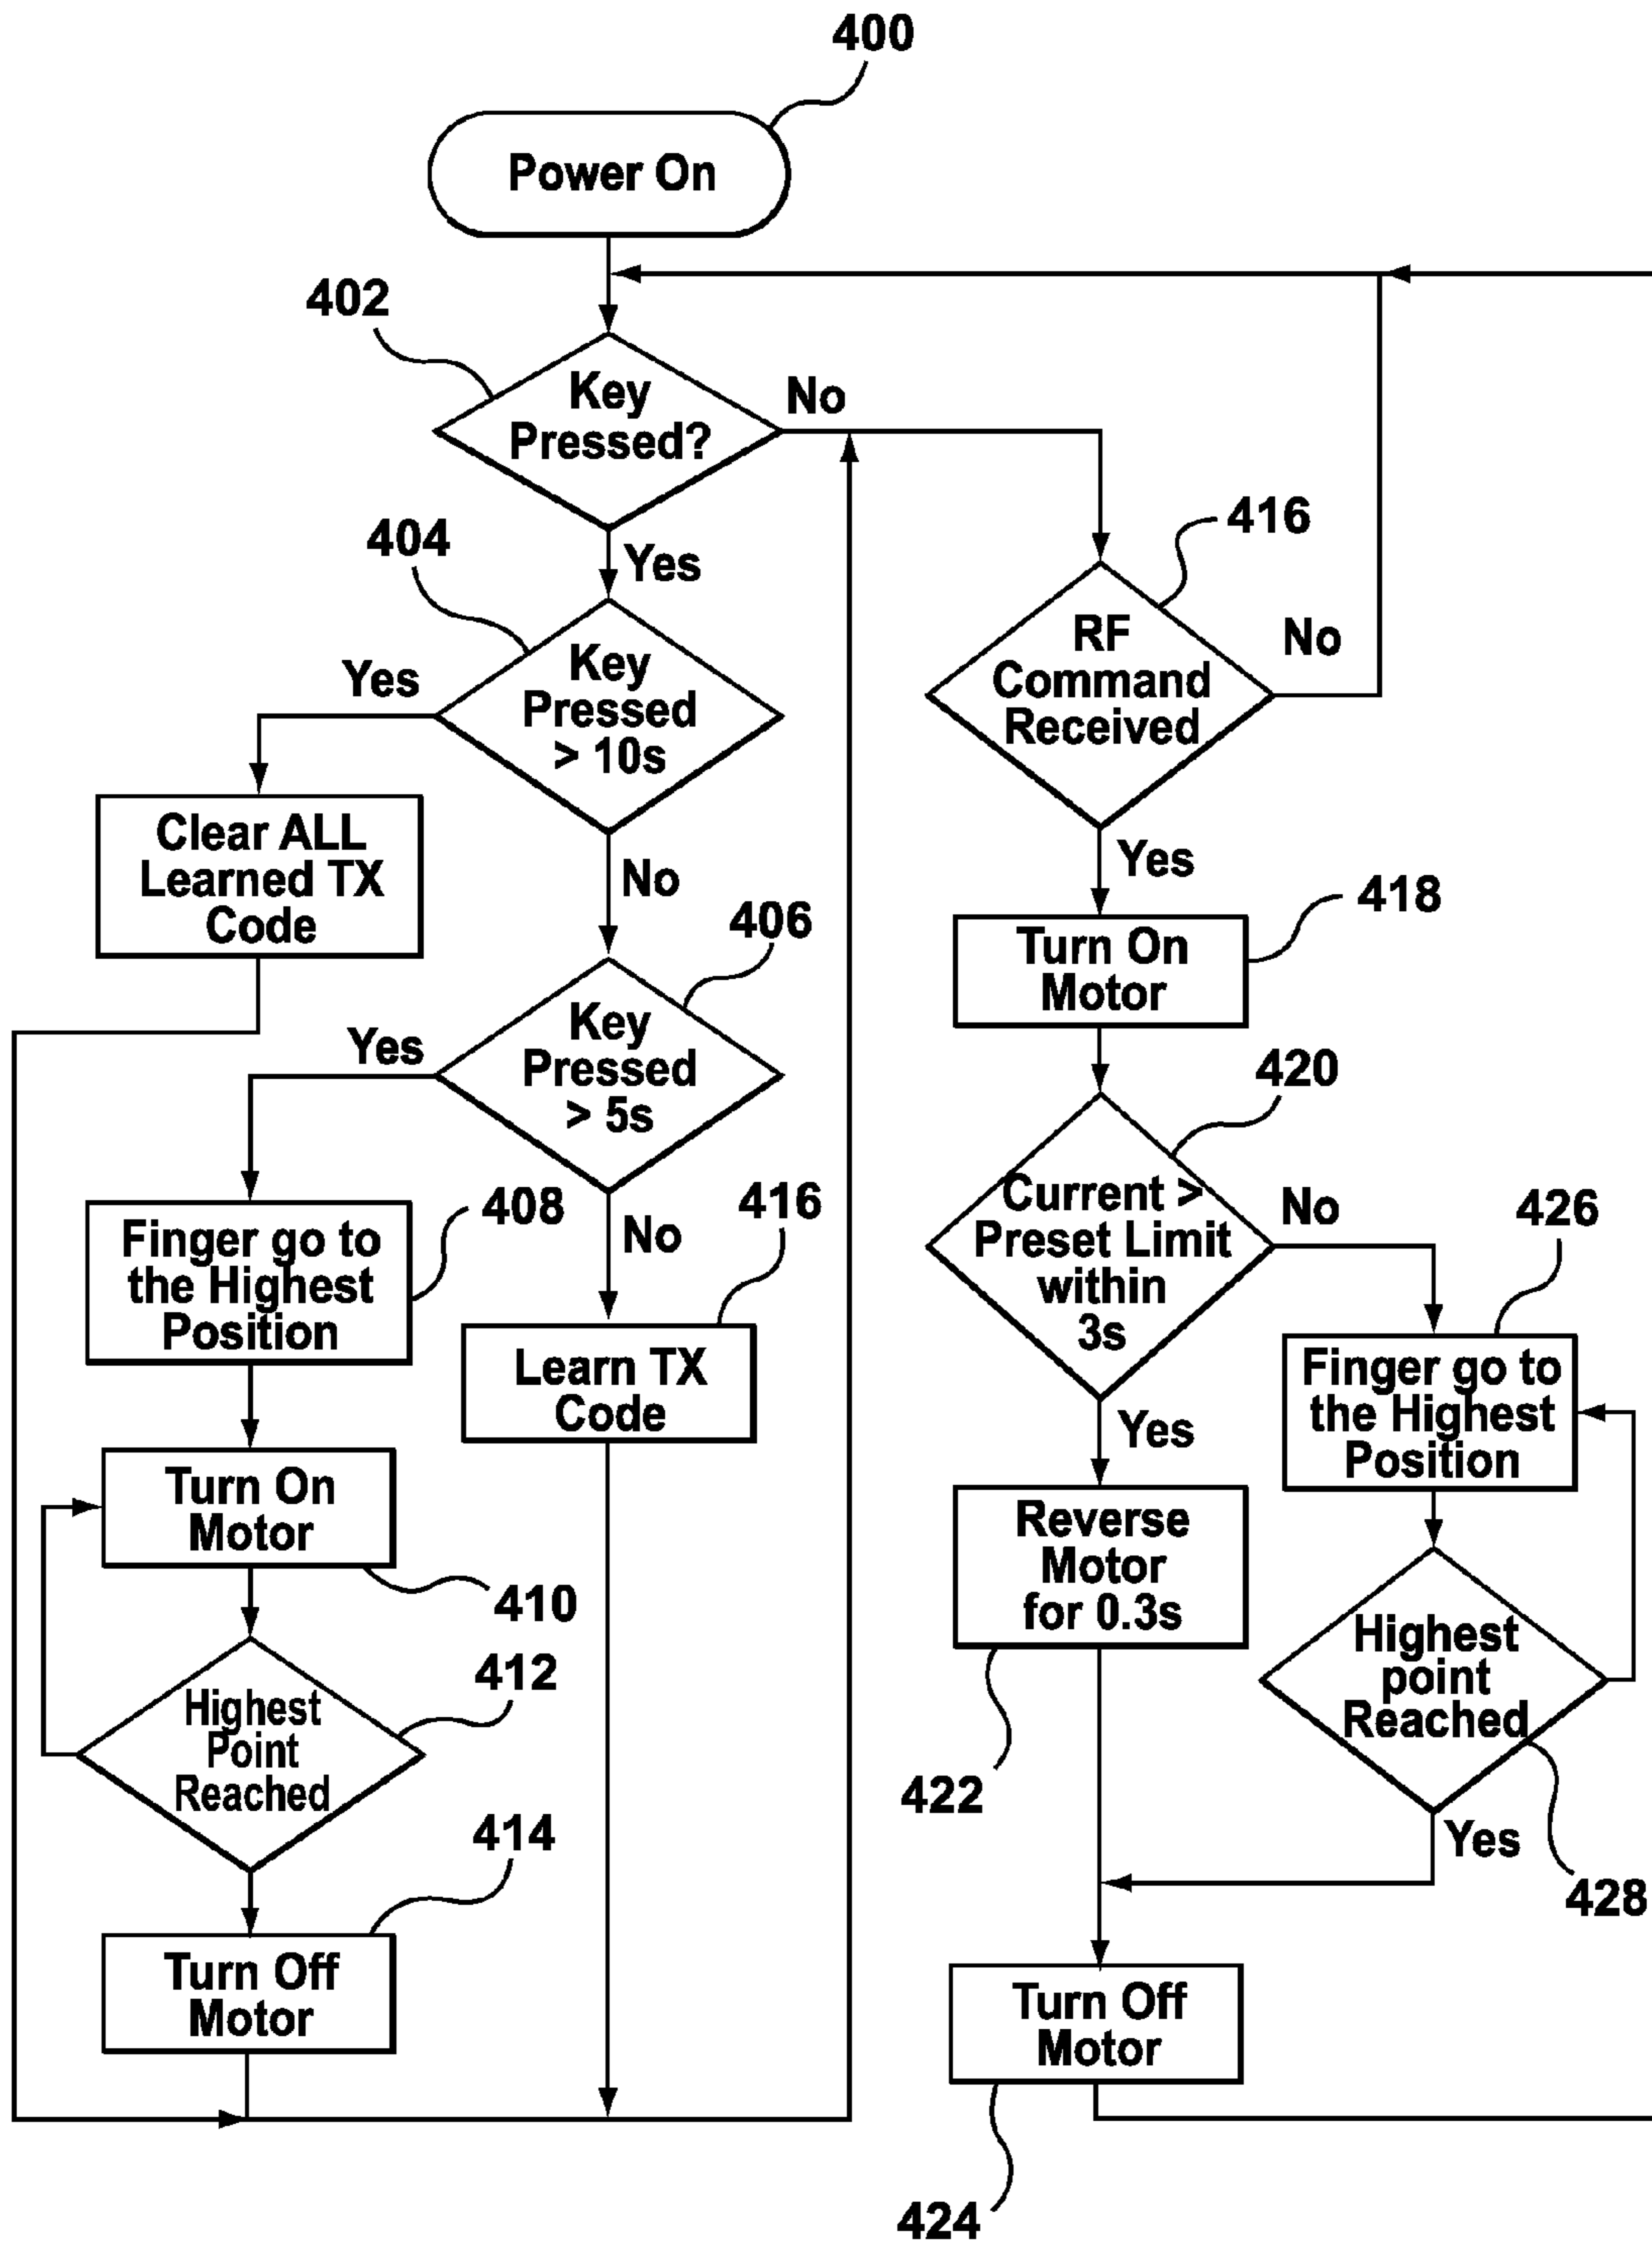 400
Power On
402
Key
Pressed?
No
Yes
404
Key
Pressed
> 10s
Yes
Clear ALL
Learned TX
Code
No
406
Key
Pressed
> 5s
Yes
408
Finger go to
the Highest
Position
No
416
Learn TX
Code
Turn On
Motor
410
412
Highest
Point
Reached
414
Turn Off
Motor
416
RF
Command
Received
No
Yes
418
Turn On
Motor
420
Current >
Preset Limit
within
3s
No
426
Finger go to
the Highest
Position
Yes
Reverse
Motor
for 0.3s
422
Highest
point
Reached
Yes
428
Turn Off
Motor
424